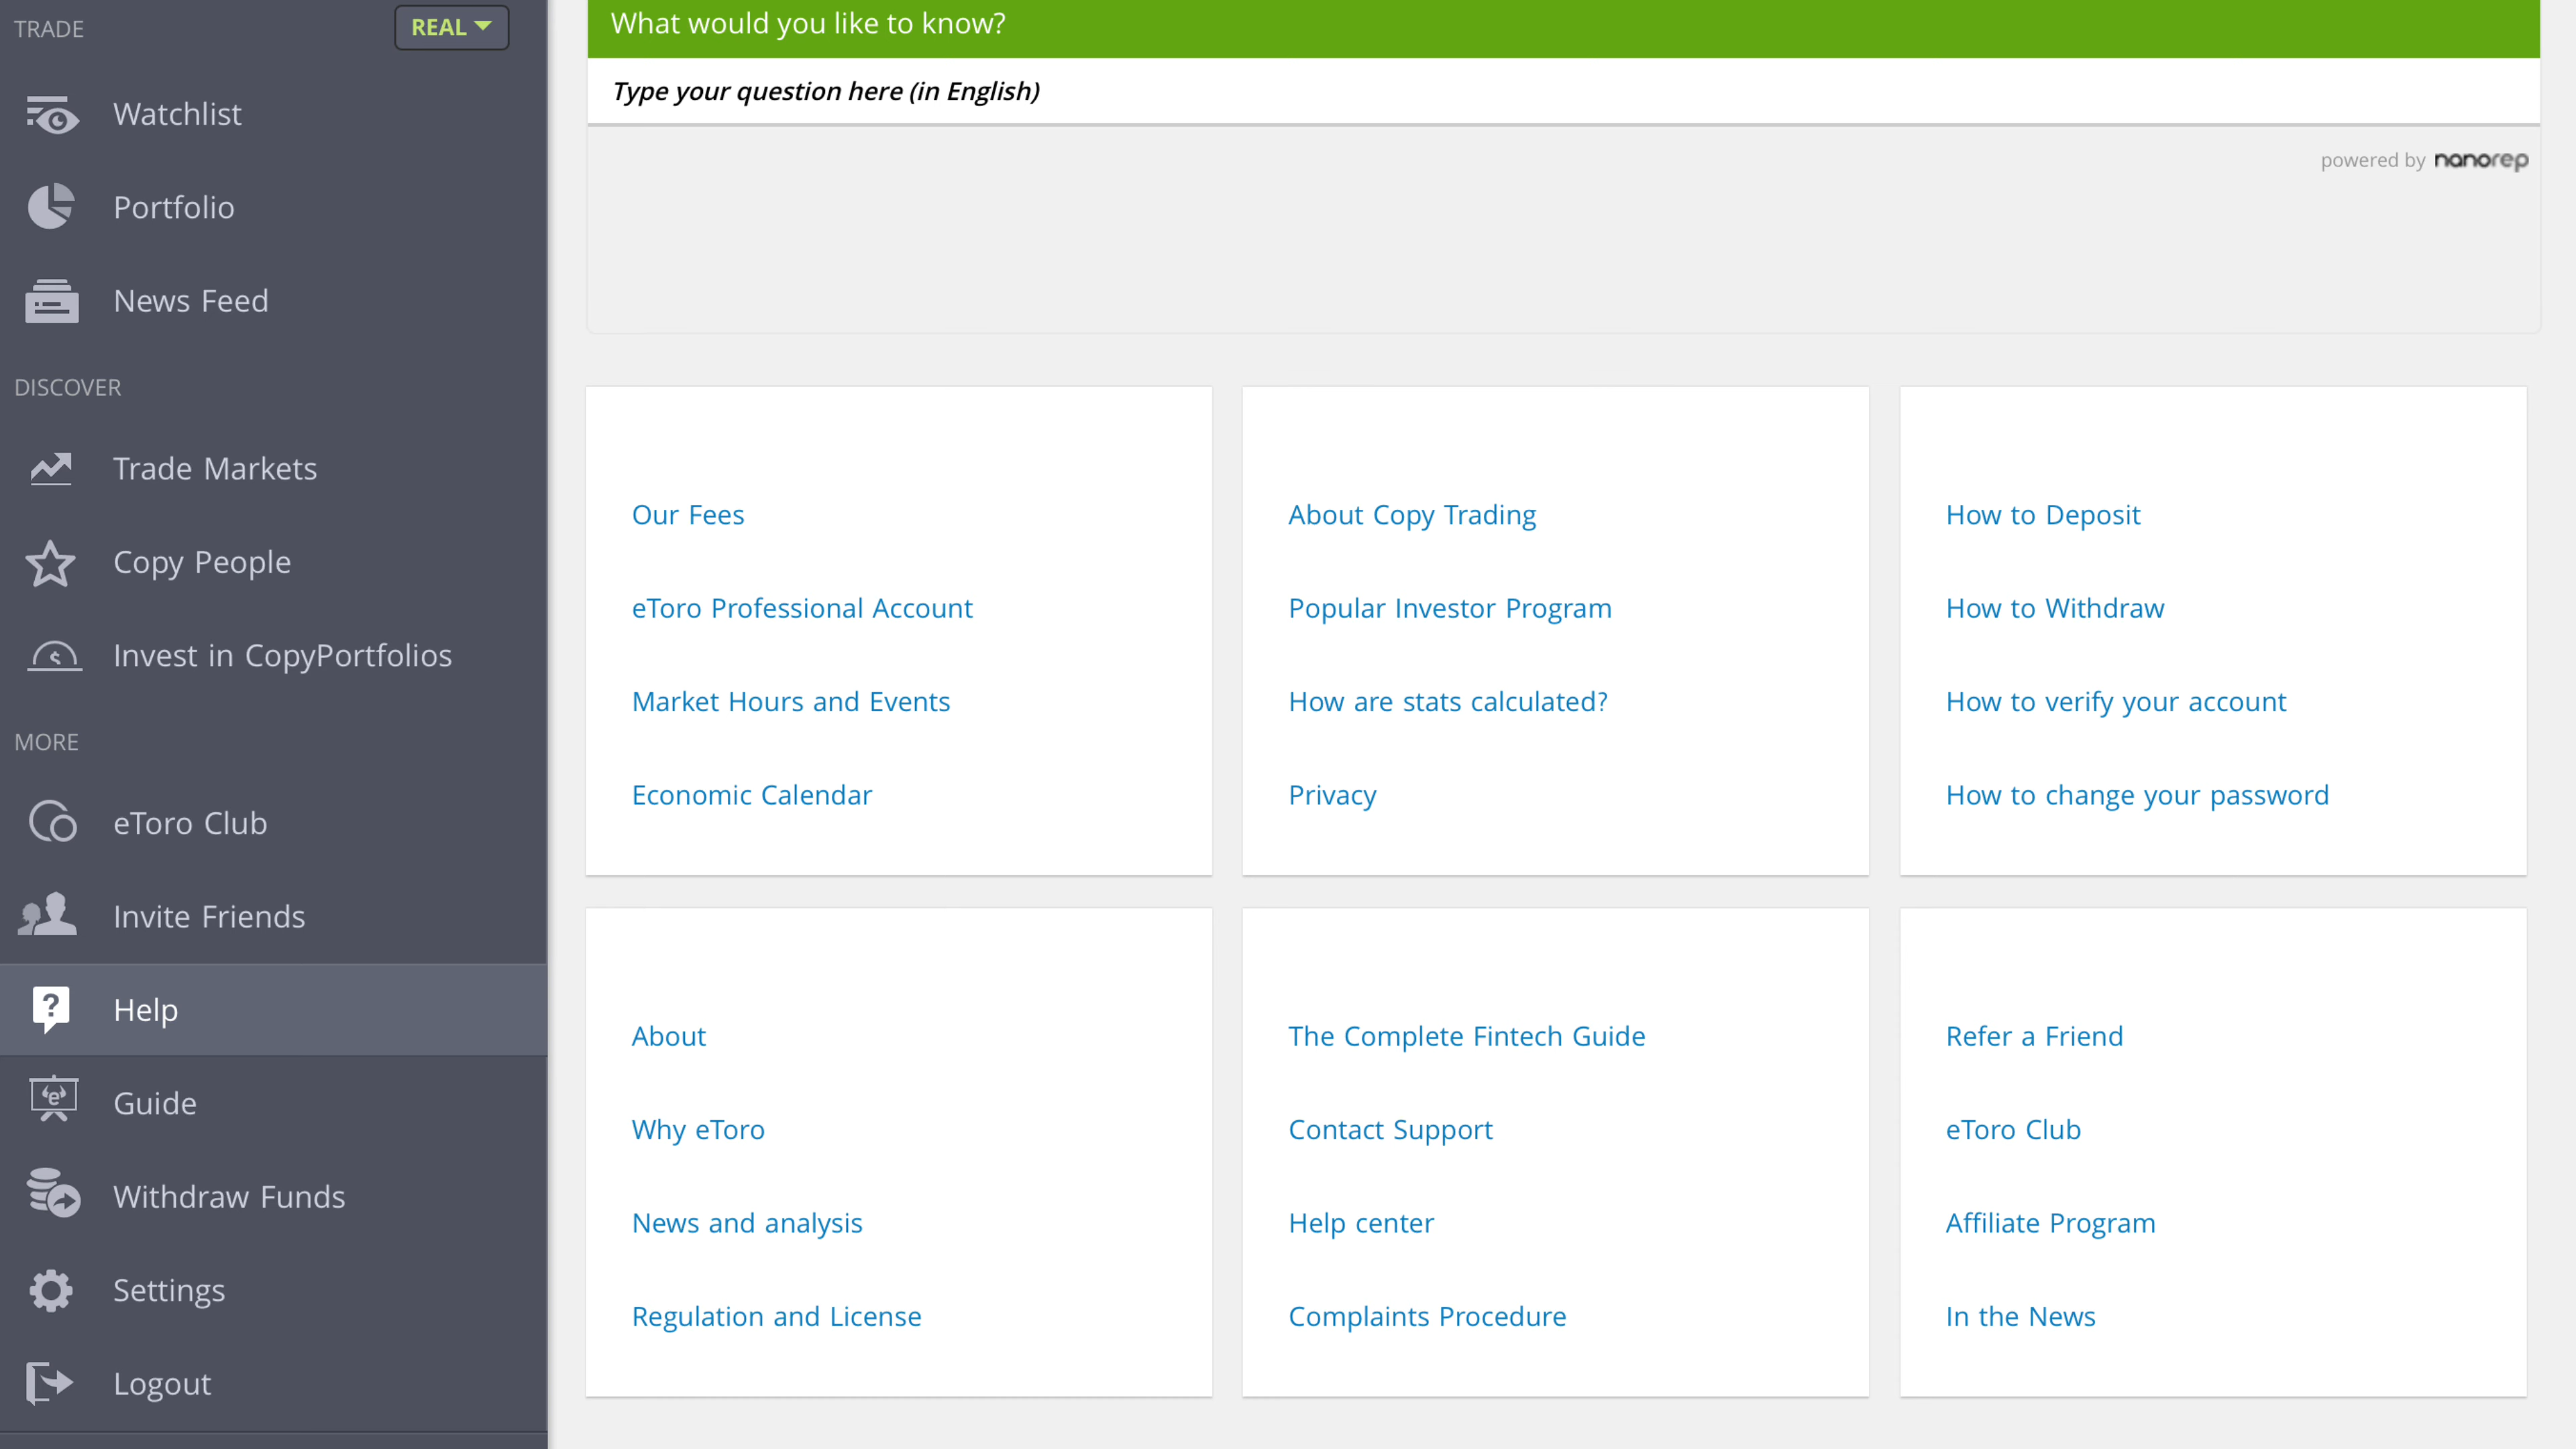 TRADE
REAL
Watchlist
Portfolio
News Feed
DISCOVER
Trade Markets
Copy People
Invest in CopyPortfolios
MORE
eToro Club
Invite Friends
Help
Guide
Withdraw Funds
Settings
Logout
What would you like to know?
Type your question here (in English)
powered by nanorep
Our Fees
eToro Professional Account
Market Hours and Events
Economic Calendar
About Copy Trading
Popular Investor Program
How are stats calculated?
Privacy
How to Deposit
How to Withdraw
How to verify your account
How to change your password
About
Why eToro
News and analysis
Regulation and License
The Complete Fintech Guide
Contact Support
Help center
Complaints Procedure
Refer a Friend
eToro Club
Affiliate Program
In the News